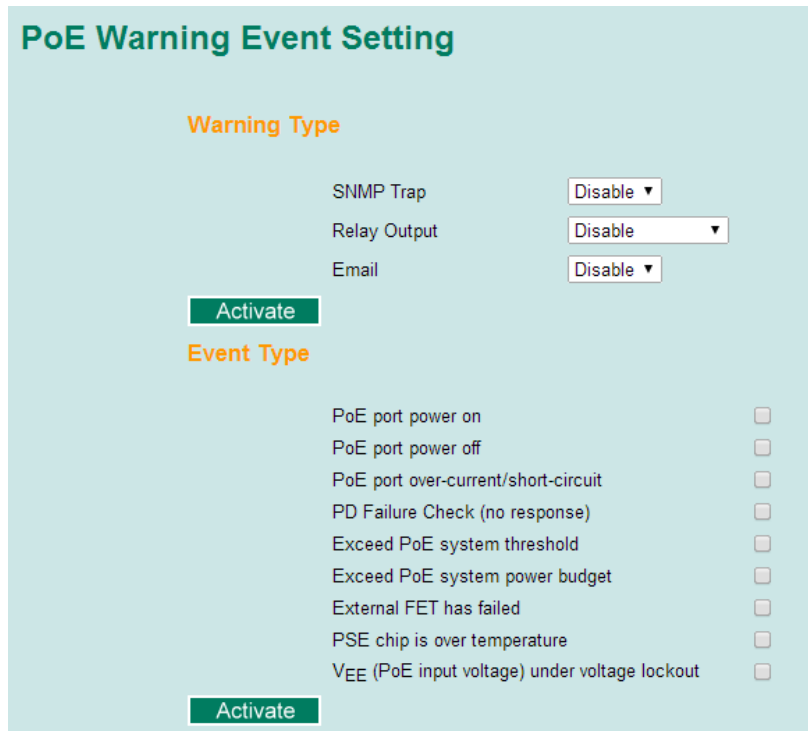 PoE Warning Event Setting
Warning Type
SNMP Trap Disable
Relay Output Disable
Email Disable
Activate
Event Type
PoE port power on
PoE port power off
PoE port over-current/short-circuit
PD Failure Check (no response)
Exceed PoE system threshold
Exceed PoE system power budget
External FET has failed
PSE chip is over temperature
VEE (PoE input voltage) under voltage lockout
Activate